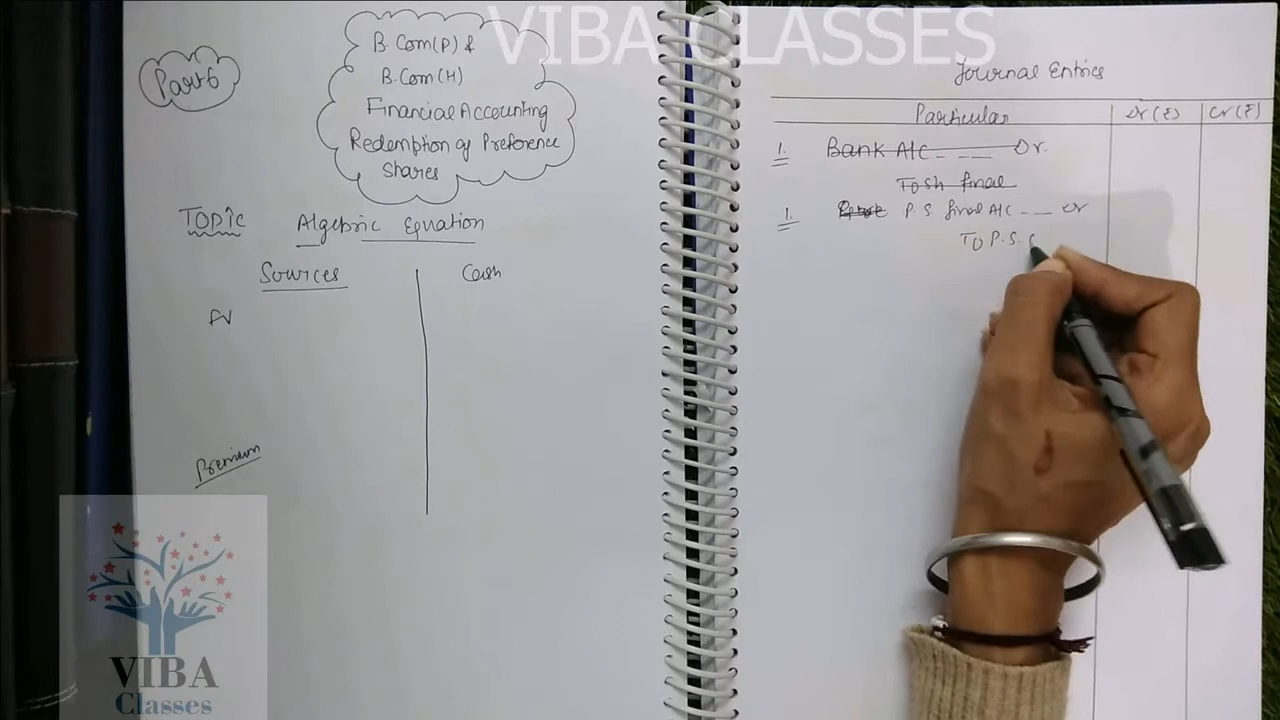 VIBA CLASSES
Part 6
B.Com(P) &
B.Com(H)
Financial Accounting
Redemption of Preference
Shares
TOPIC Algebric Equation
Sources Cash
FV
Premium
VIBA
Classes
Journal Entries
Particular Dr (₹) Cr (₹)
1. Bank A/C _ _ _ Dr.
To Sh final
1. P.S final A/C _ _ Dr
To P.S.